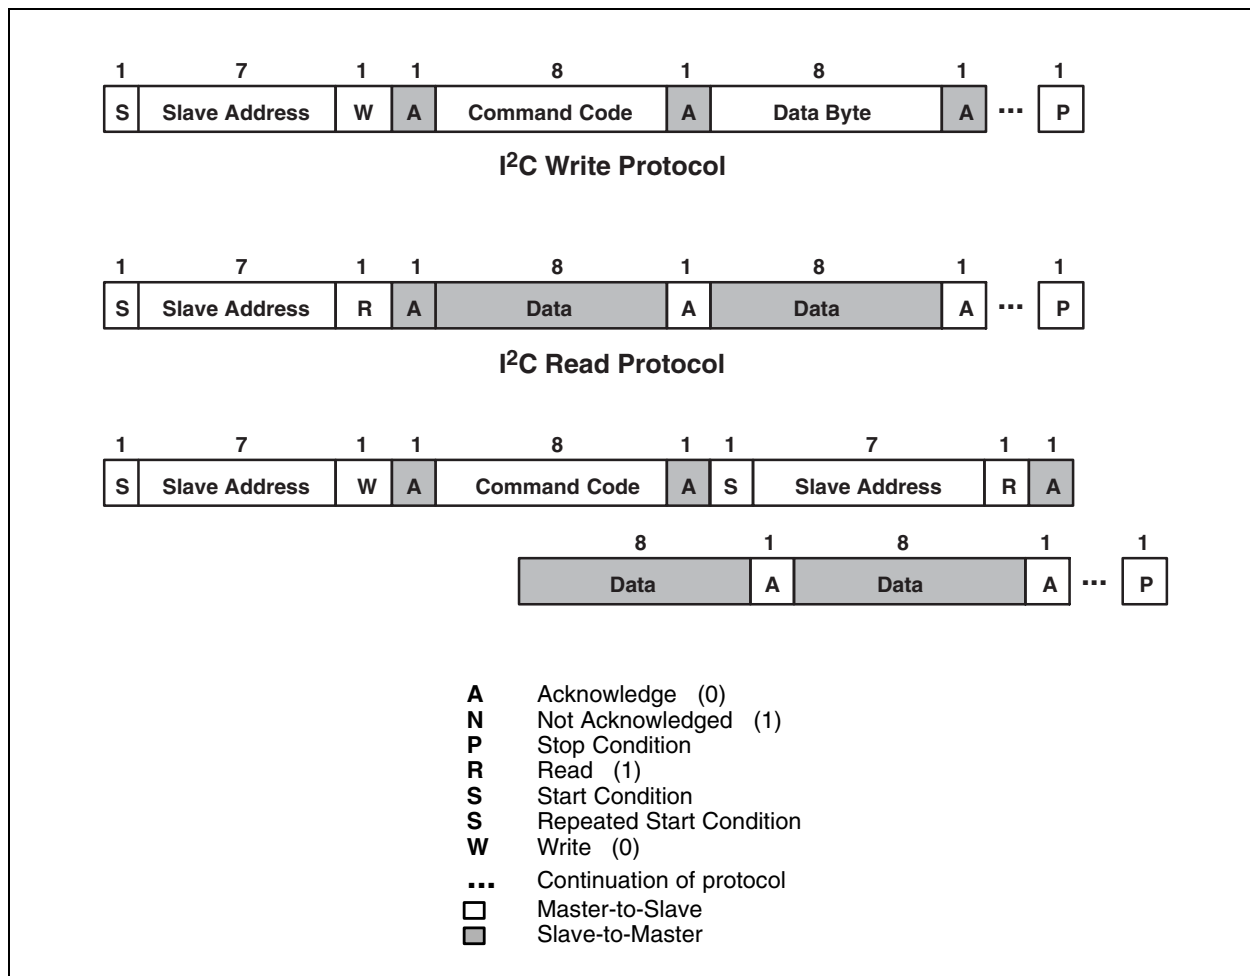 1 7 1 1 8 1 8 1 1
S Slave Address W A Command Code A Data Byte A ... P
I²C Write Protocol
1 7 1 1 8 1 8 1 1
S Slave Address R A Data A Data A ... P
I²C Read Protocol
1 7 1 1 8 1 1 7 1 1
S Slave Address W A Command Code A S Slave Address R A
8 1 8 1 1
Data A Data A ... P
A Acknowledge (0)
N Not Acknowledged (1)
P Stop Condition
R Read (1)
S Start Condition
S Repeated Start Condition
W Write (0)
... Continuation of protocol
Master-to-Slave
Slave-to-Master